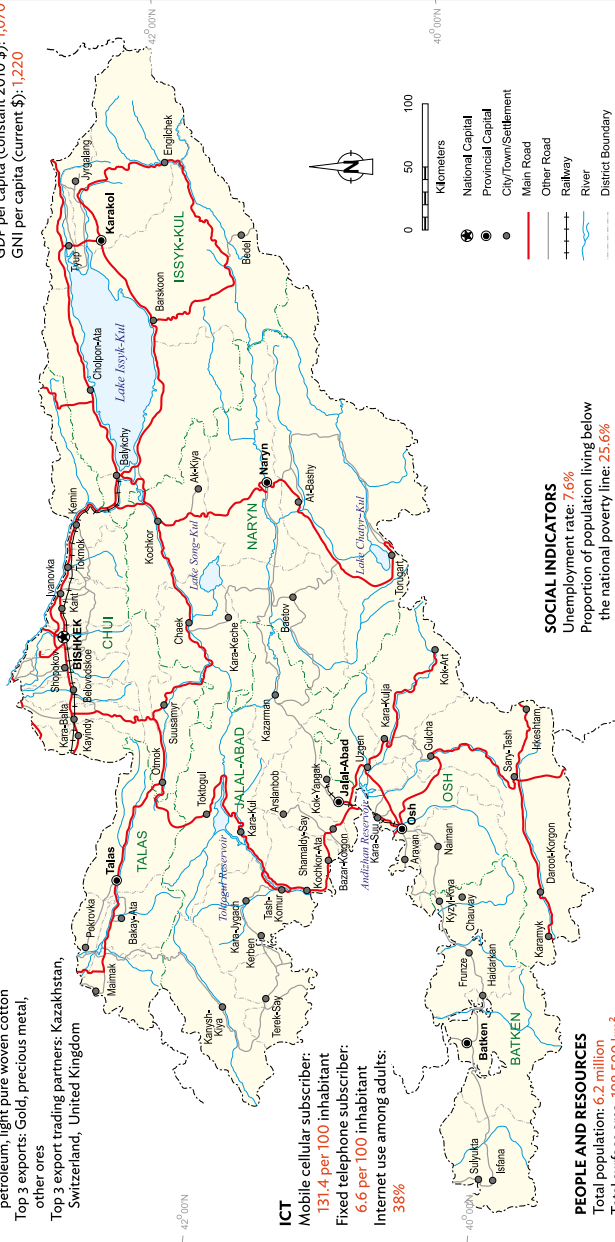 petroleum, light pure woven cotton
Top 3 exports: Gold, precious metal,
other ores
Top 3 export trading partners: Kazakhstan,
Switzerland, United Kingdom
GNI per capita (current $): 1,220
ICT
Mobile cellular subscriber:
131.4 per 100 inhabitant
Fixed telephone subscriber:
6.6 per 100 inhabitant
Internet use among adults:
38%
PEOPLE AND RESOURCES
Total population: 6.2 million
SOCIAL INDICATORS
Unemployment rate: 7.6%
Proportion of population living below
the national poverty line: 25.6%
42°00'N
42°00'N
40°00'N
40°00'N
N
0
50
100
Kilometers
National Capital
Provincial Capital
City/Town/Settlement
Main Road
Other Road
Railway
River
District Boundary
Maimak
Pokrovka
Bakay-Ata
Talas
TALAS
Otmok
Kayindy
Kara-Balta
Belovodskoe
Shopokov
BISHKEK
Kant
Ivanovka
Tokmok
Kemin
CHUI
Suusamyr
Chaek
Kochkor
Balykchy
Cholpon-Ata
Lake Issyk-Kul
Tyup
Jyrgalang
Karakol
Barskoon
ISSYK-KUL
Engilchek
Bedel
Lake Song-Kul
Ak-Kiya
Kara-Keche
NARYN
Naryn
At-Bashy
Baetov
Lake Chatyr-Kul
Torugart
Kazarman
Toktogul
Toktogul Reservoir
Kara-Kul
JALAL-ABAD
Arslanbob
Kok-Yangak
Jalal-Abad
Shamaldy-Say
Kochkor-Ata
Bazar-Korgon
Tash-
Komur
Kara-Jygach
Kerben
Kanysh-
Kiya
Terek-Say
Andizhan Reservoir
Kara-Suu
Uzgen
Kara-Kulja
Kok-Art
Osh
OSH
Aravan
Naiman
Gulcha
Sary-Tash
Irkeshtam
Daroot-Korgon
Karamyk
Kyzyl-Kiya
Chauvay
Frunze
Haidarkan
Batken
BATKEN
Sulyukta
Isfana